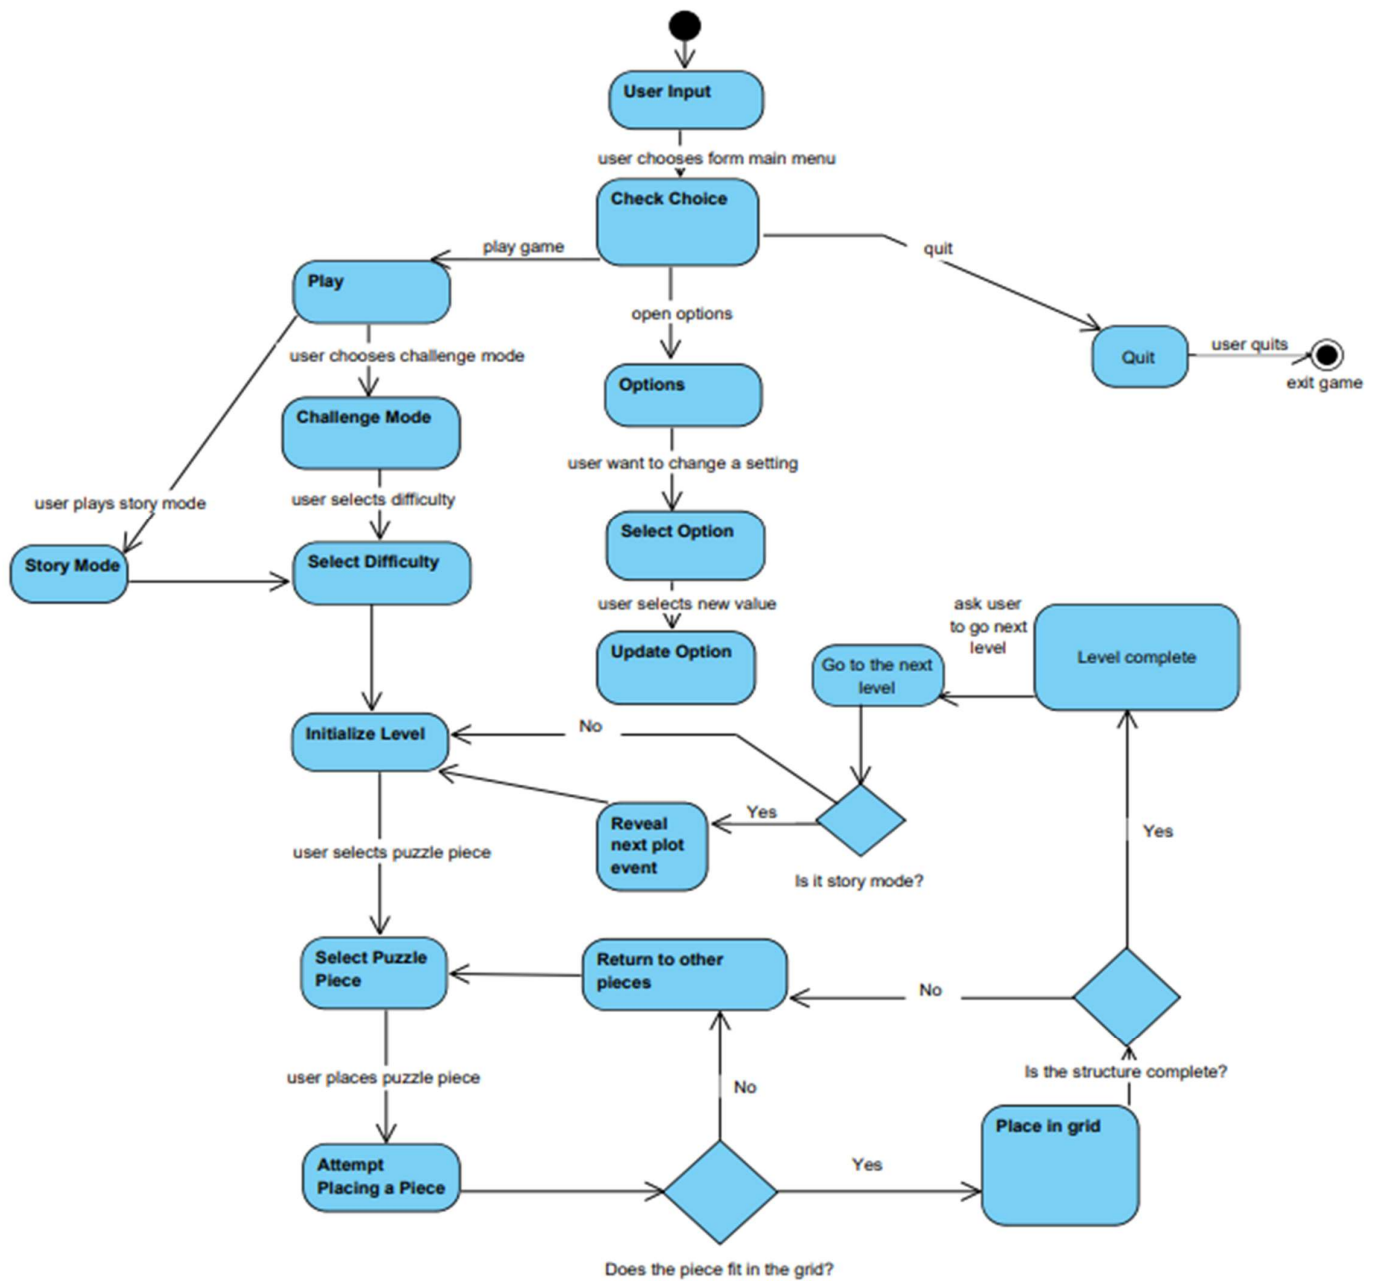 User Input
user chooses form main menu
Check Choice
play game
quit
Play
open options
user chooses challenge mode
Quit
user quits
exit game
Options
Challenge Mode
user want to change a setting
user plays story mode
user selects difficulty
Select Option
Story Mode
Select Difficulty
user selects new value
ask user
to go next
level
Update Option
Go to the next
level
Level complete
Initialize Level
No
Yes
Reveal
next plot
event
Is it story mode?
Yes
user selects puzzle piece
Select Puzzle
Piece
Return to other
pieces
No
Is the structure complete?
user places puzzle piece
No
Place in grid
Attempt
Placing a Piece
Yes
Does the piece fit in the grid?